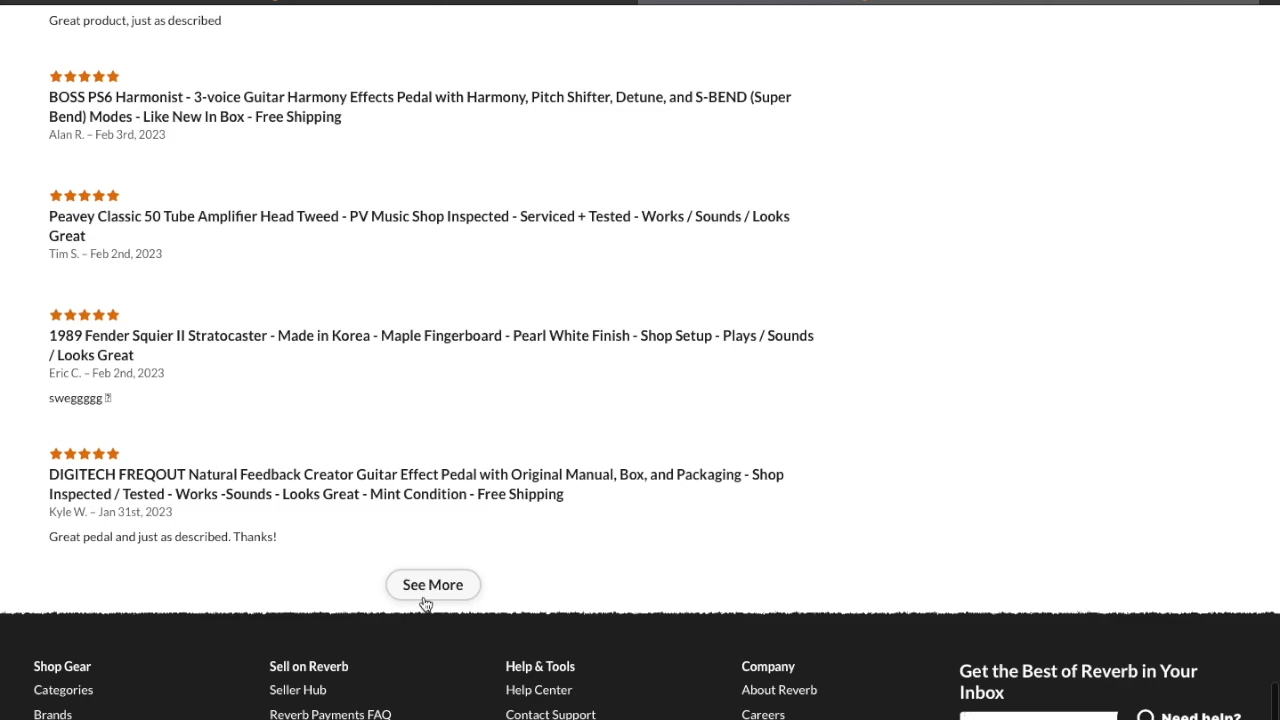 Great product, just as described
BOSS PS6 Harmonist - 3-voice Guitar Harmony Effects Pedal with Harmony, Pitch Shifter, Detune, and S-BEND (Super
Bend) Modes - Like New In Box - Free Shipping
Alan R. – Feb 3rd, 2023
Peavey Classic 50 Tube Amplifier Head Tweed - PV Music Shop Inspected - Serviced + Tested - Works / Sounds / Looks
Great
Tim S. – Feb 2nd, 2023
1989 Fender Squier II Stratocaster - Made in Korea - Maple Fingerboard - Pearl White Finish - Shop Setup - Plays / Sounds
/ Looks Great
Eric C. – Feb 2nd, 2023
sweggggg
DIGITECH FREQOUT Natural Feedback Creator Guitar Effect Pedal with Original Manual, Box, and Packaging - Shop
Inspected / Tested - Works -Sounds - Looks Great - Mint Condition - Free Shipping
Kyle W. – Jan 31st, 2023
Great pedal and just as described. Thanks!
See More
Shop Gear
Categories
Brands
Sell on Reverb
Seller Hub
Reverb Payments FAQ
Help & Tools
Help Center
Contact Support
Company
About Reverb
Careers
Get the Best of Reverb in Your
Inbox
Need help?